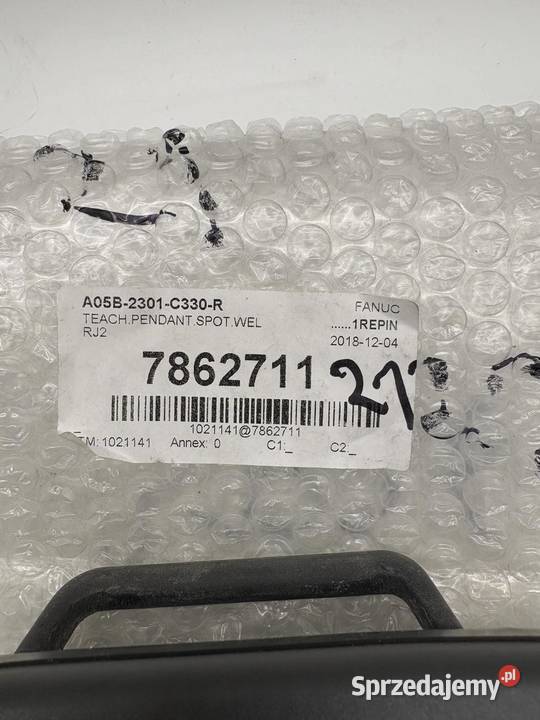 A05B-2301-C330-R
FANUC
TEACH.PENDANT.SPOT.WEL
......1REPIN
RJ2
2018-12-04
7862711
1021141@7862711
TM: 1021141 Annex: 0 C1:_ C2:_
Sprzedajemy.pl